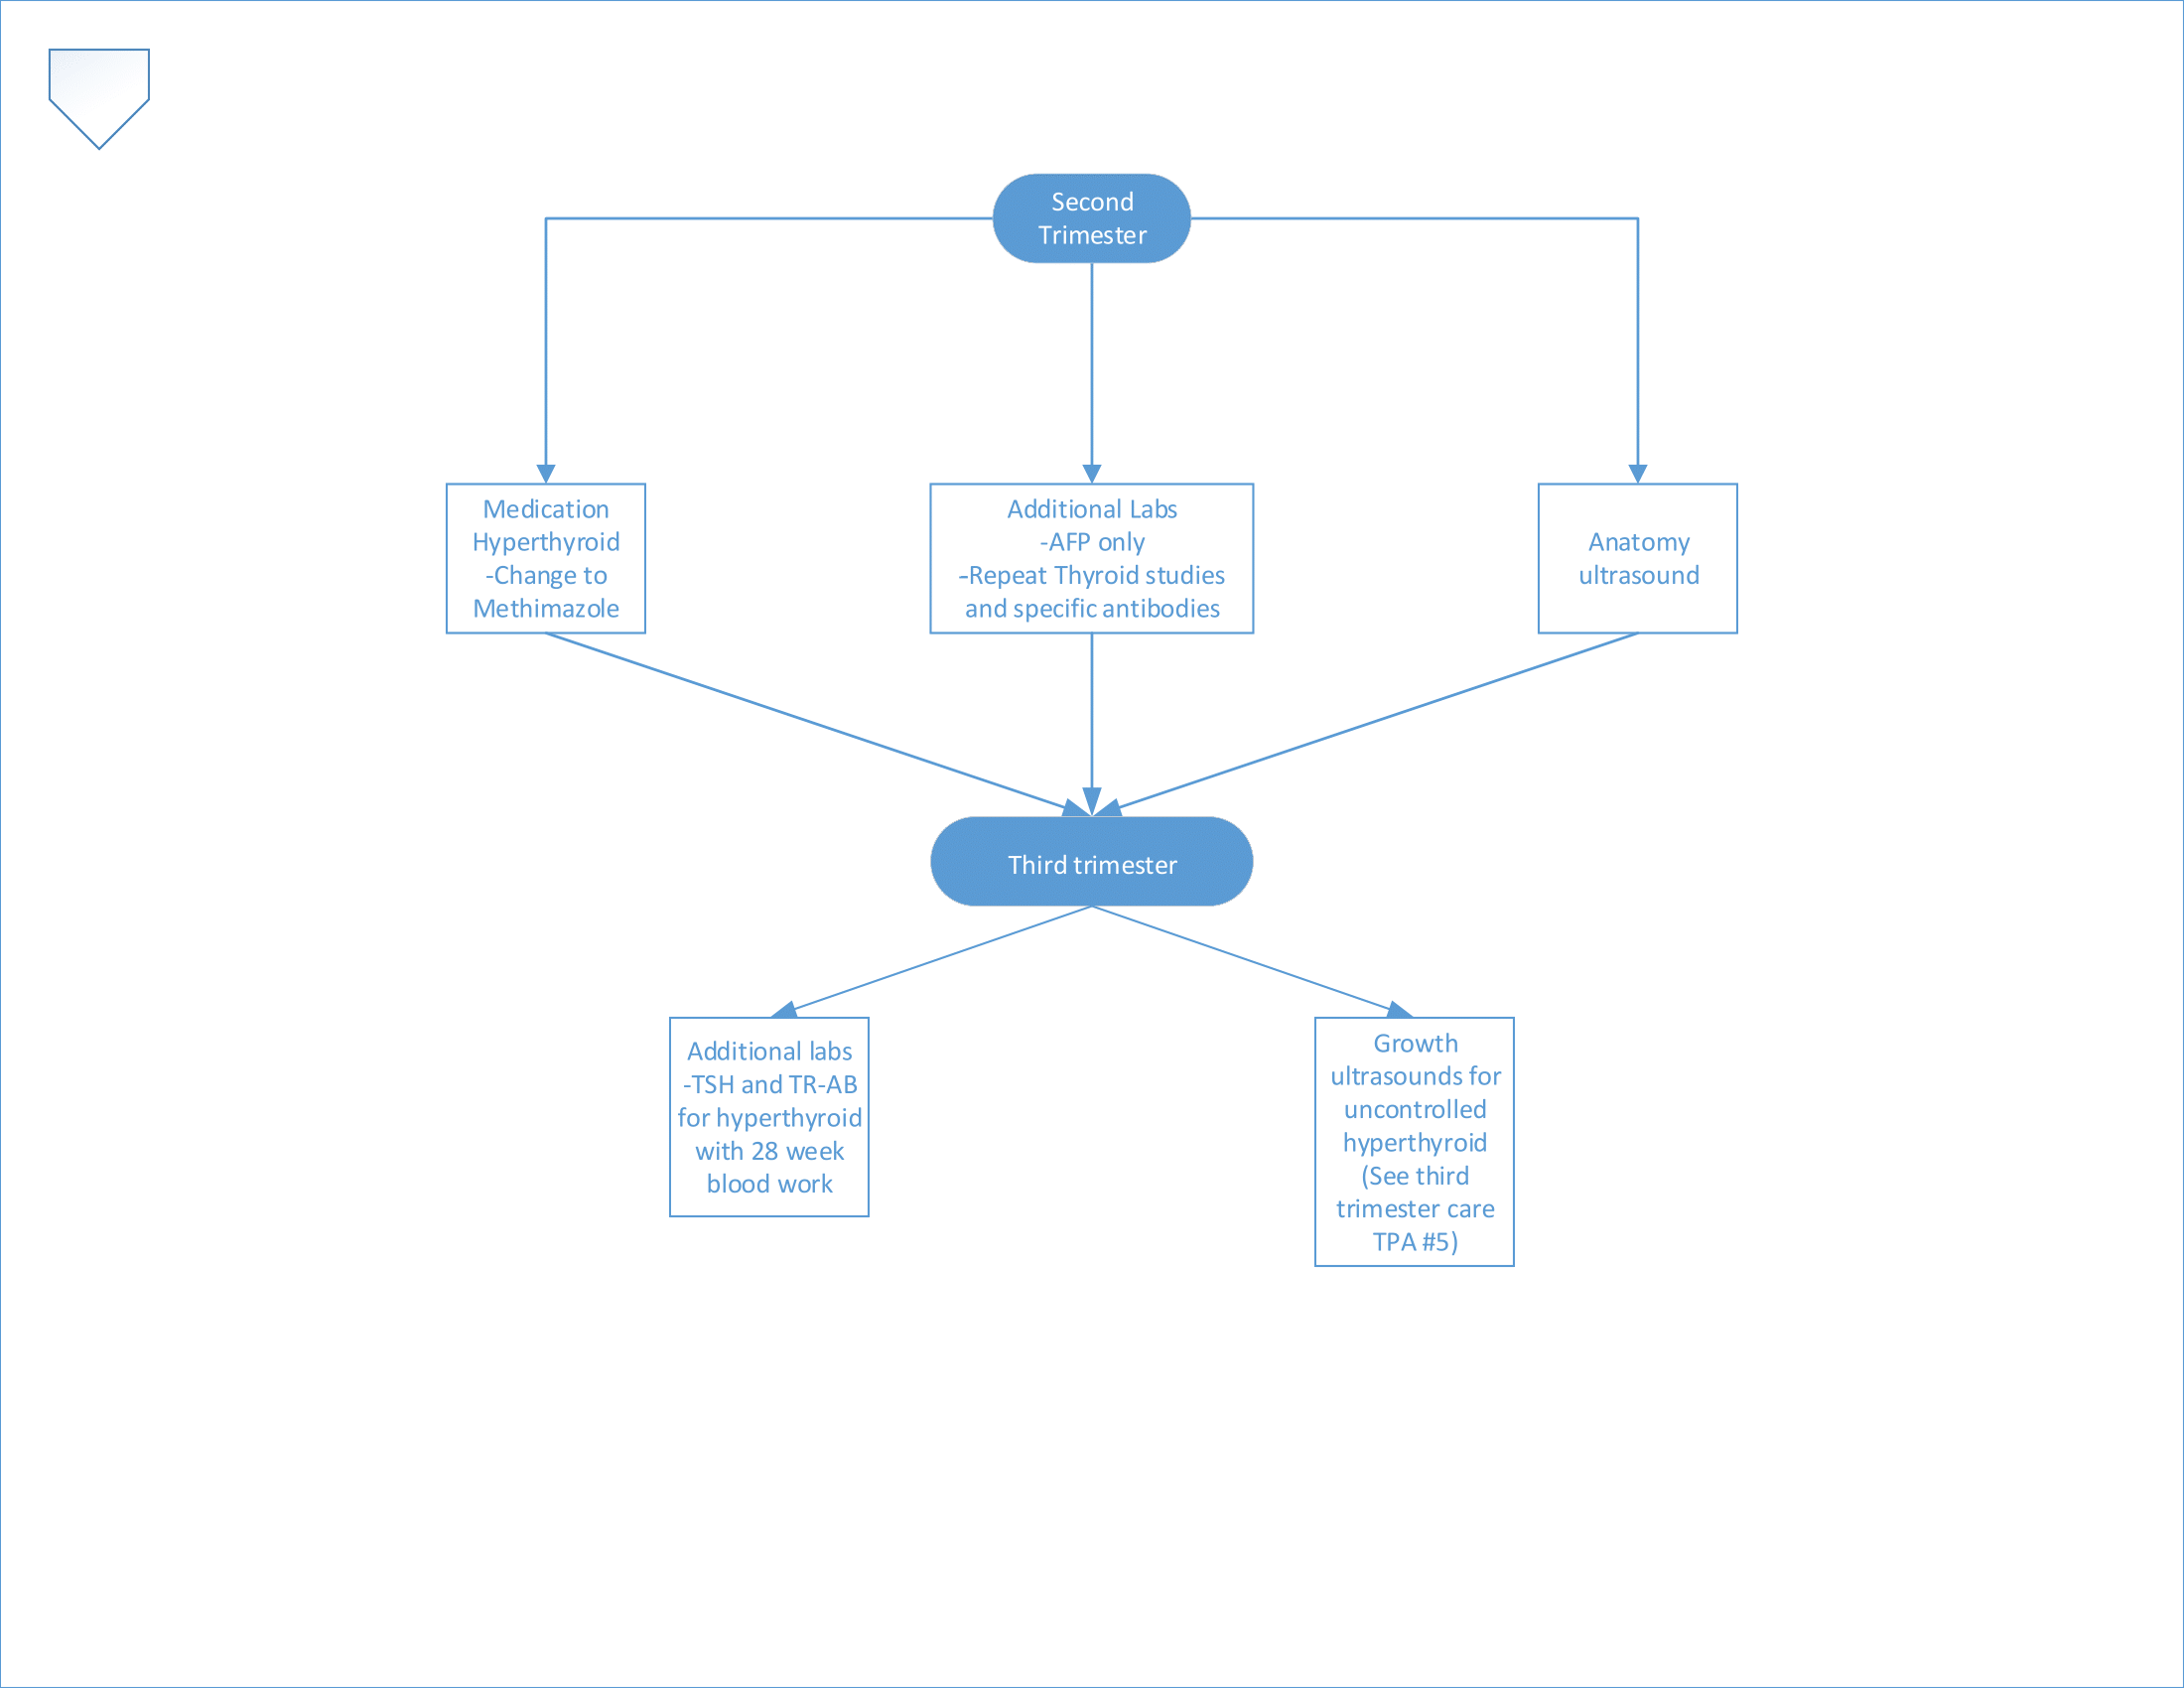 Second
Trimester
Medication
Hyperthyroid
-Change to
Methimazole
Additional Labs
-AFP only
-Repeat Thyroid studies
and specific antibodies
Anatomy
ultrasound
Third trimester
Additional labs
-TSH and TR-AB
for hyperthyroid
with 28 week
blood work
Growth
ultrasounds for
uncontrolled
hyperthyroid
(See third
trimester care
TPA #5)